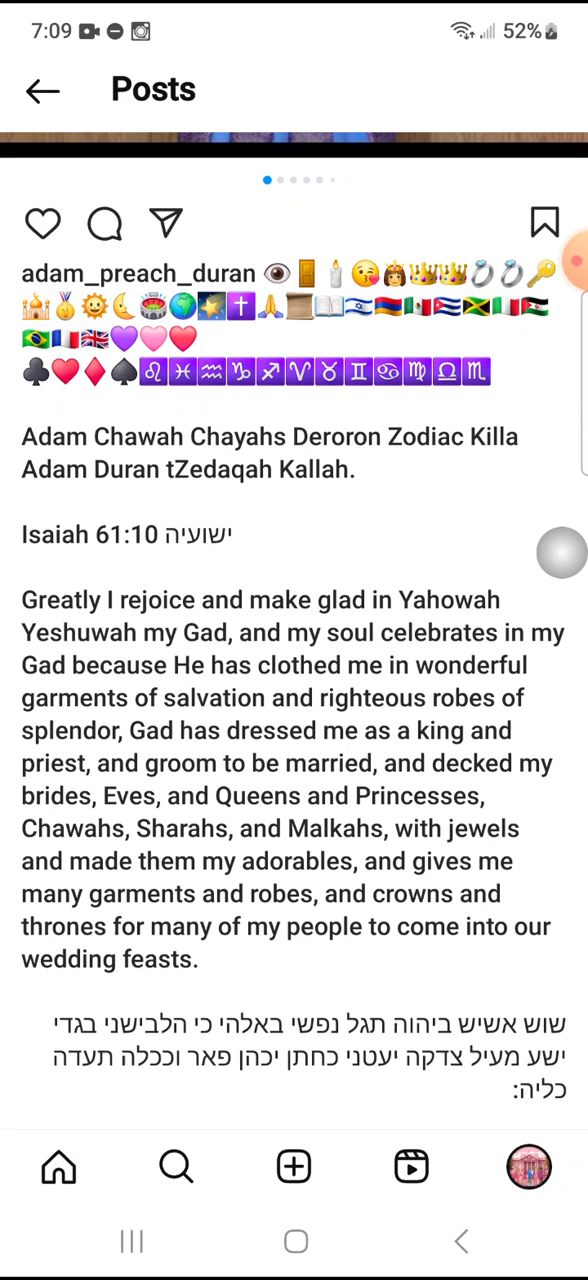 7:09 52%
Posts
adam_preach_duran 👁️🚪🕯️😘👸👑👑💍💍🔑
🕌🥇🌞🌜🏟️🌍🌠✝️🙏📜📖🇮🇱🇦🇲🇲🇽🇨🇺🇯🇲🇮🇹🇵🇸
🇧🇷🇫🇷🇬🇧💜🩷❤️
♣️♥️♦️♠️♌♓♒♑♐♈♉♊♋♍♎♏
Adam Chawah Chayahs Deroron Zodiac Killa
Adam Duran tZedaqah Kallah.
Isaiah 61:10 ישועיה
Greatly I rejoice and make glad in Yahowah
Yeshuwah my Gad, and my soul celebrates in my
Gad because He has clothed me in wonderful
garments of salvation and righteous robes of
splendor, Gad has dressed me as a king and
priest, and groom to be married, and decked my
brides, Eves, and Queens and Princesses,
Chawahs, Sharahs, and Malkahs, with jewels
and made them my adorables, and gives me
many garments and robes, and crowns and
thrones for many of my people to come into our
wedding feasts.
שוש אשיש ביהוה תגל נפשי באלהי כי הלבישני בגדי
ישע מעיל צדקה יעטני כחתן יכהן פאר וככלה תעדה
כליה: